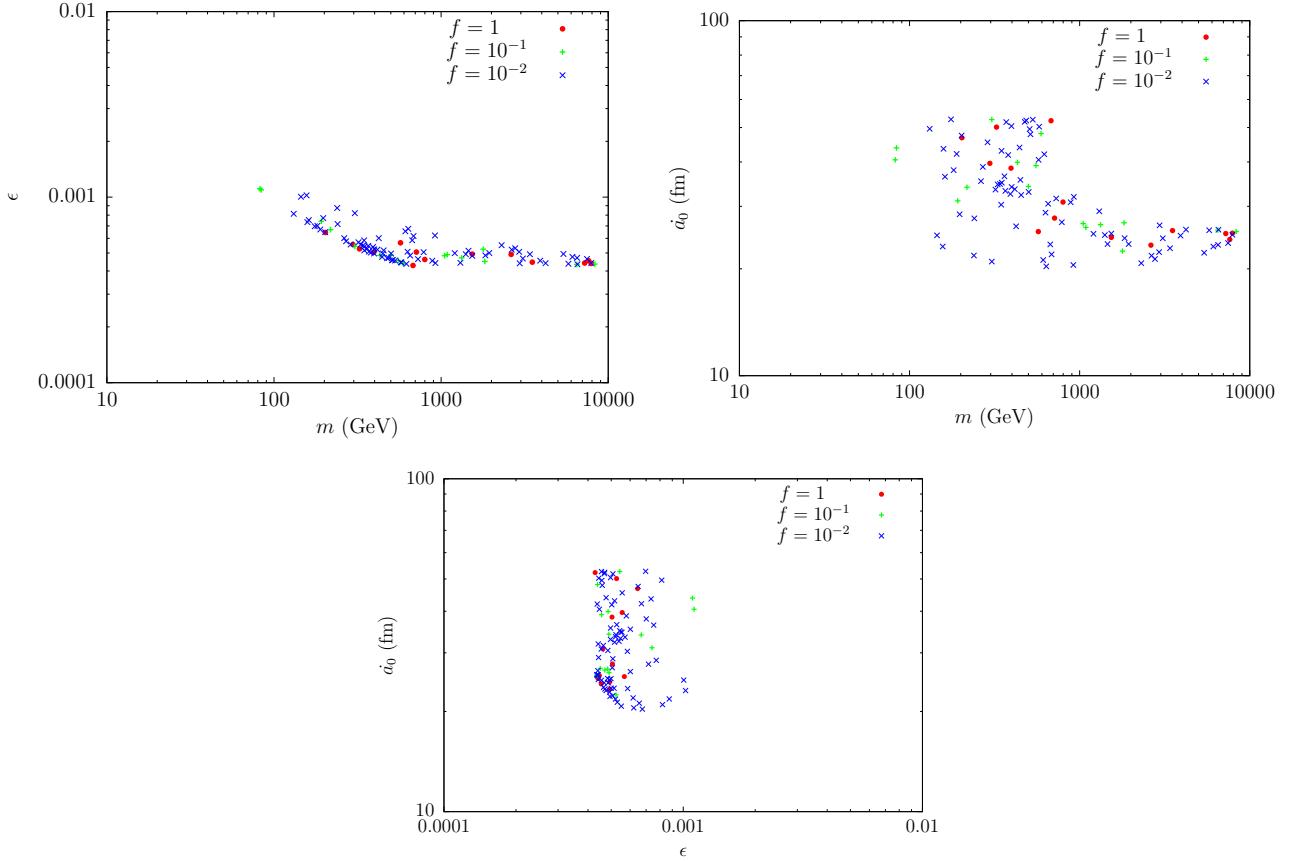 0.01
0.001
0.0001
ϵ
10
100
1000
10000
m (GeV)
f = 1
f = 10⁻¹
f = 10⁻²
100
10
ȧ₀ (fm)
10
100
1000
10000
m (GeV)
f = 1
f = 10⁻¹
f = 10⁻²
100
10
ȧ₀ (fm)
0.0001
0.001
0.01
ϵ
f = 1
f = 10⁻¹
f = 10⁻²